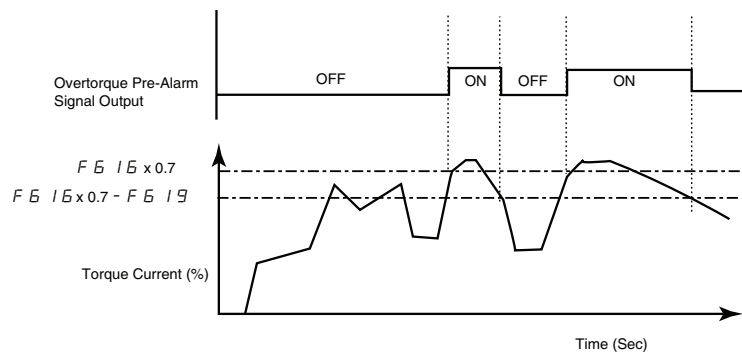 OFF
ON
OFF
ON
Overtorque Pre-Alarm
Signal Output
F616 x 0.7
F616 x 0.7 - F619
Torque Current (%)
Time (Sec)